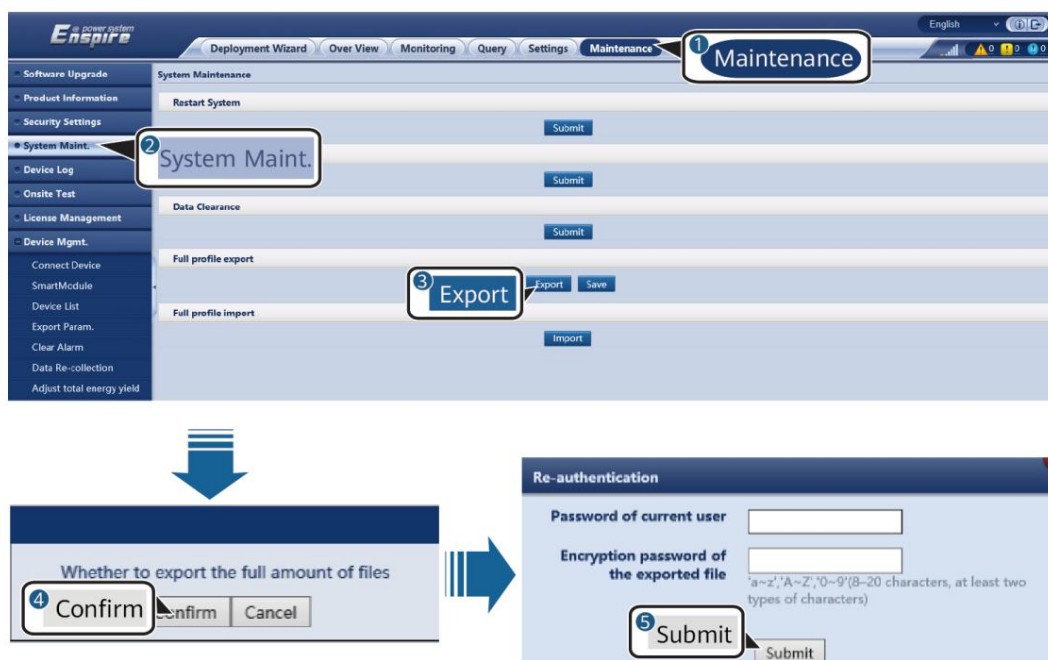 e power system
Enspire
English
Deployment Wizard Over View Monitoring Query Settings Maintenance
1 Maintenance
0 0 0
Software Upgrade
Product Information
Security Settings
System Maint.
Device Log
Onsite Test
License Management
Device Mgmt.
Connect Device
SmartModule
Device List
Export Param.
Clear Alarm
Data Re-collection
Adjust total energy yield
System Maintenance
Restart System
Submit
2 System Maint.
Submit
Data Clearance
Submit
Full profile export
3 Export
Export Save
Full profile import
Import
Whether to export the full amount of files
4 Confirm
Confirm Cancel
Re-authentication
Password of current user
Encryption password of
the exported file
'a~z','A~Z','0~9'(8–20 characters, at least two
types of characters)
5 Submit
Submit